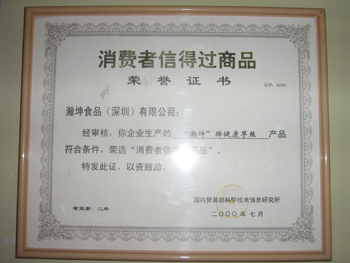 消费者信得过商品
荣誉证书
瀚坤食品(深圳)有限公司:
经审核，你企业生产的 “瀚坤”牌健康茅丝 产品
符合条件，荣选“消费者信得过商品”。
特发此证，以资鼓励。
有效期：二年
国内贸易部科学技术信息研究所
二000年 七月